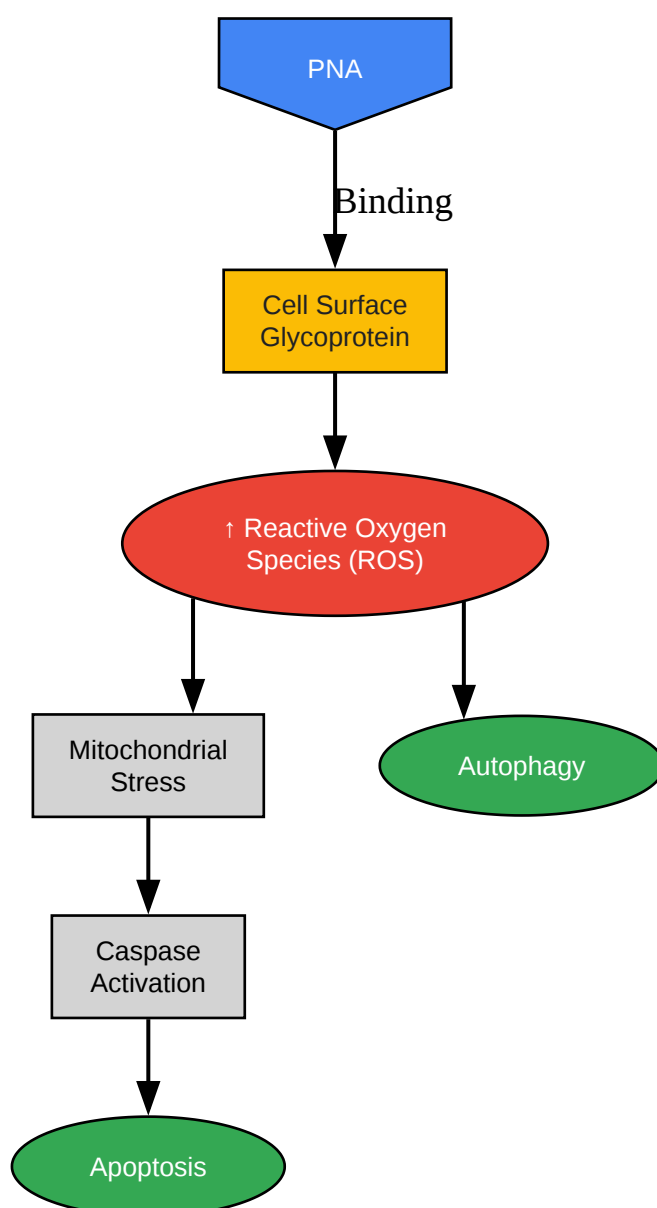 PNA
Binding
Cell Surface
Glycoprotein
↑ Reactive Oxygen
Species (ROS)
Mitochondrial
Stress
Autophagy
Caspase
Activation
Apoptosis